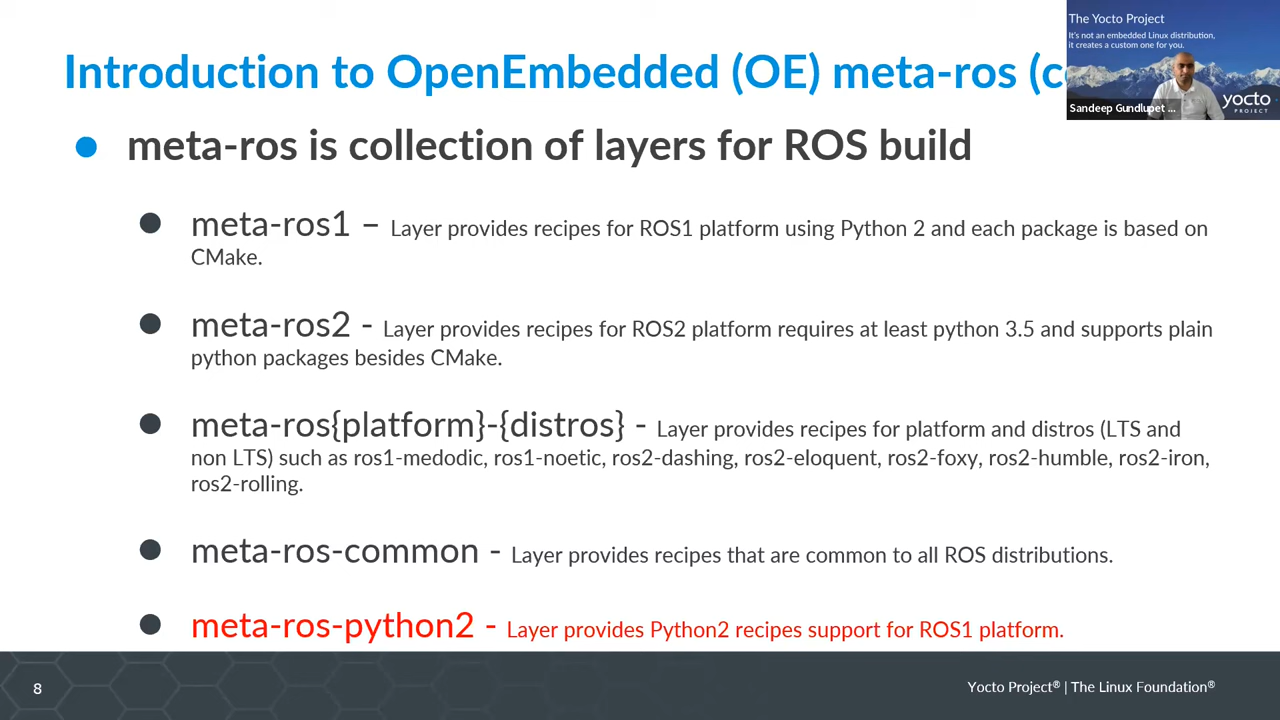 Introduction to OpenEmbedded (OE) meta-ros (c
The Yocto Project
It's not an embedded Linux distribution,
it creates a custom one for you.
Sandeep Gundlupet ...
yocto
PROJECT
meta-ros is collection of layers for ROS build
meta-ros1 – Layer provides recipes for ROS1 platform using Python 2 and each package is based on
CMake.
meta-ros2 - Layer provides recipes for ROS2 platform requires at least python 3.5 and supports plain
python packages besides CMake.
meta-ros{platform}-{distros} - Layer provides recipes for platform and distros (LTS and
non LTS) such as ros1-medodic, ros1-noetic, ros2-dashing, ros2-eloquent, ros2-foxy, ros2-humble, ros2-iron,
ros2-rolling.
meta-ros-common - Layer provides recipes that are common to all ROS distributions.
meta-ros-python2 - Layer provides Python2 recipes support for ROS1 platform.
8
Yocto Project® | The Linux Foundation®